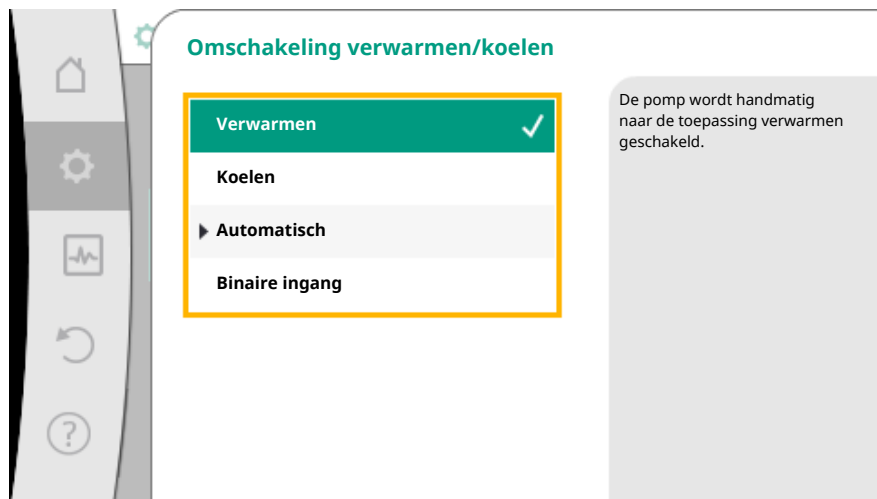 Omschakeling verwarmen/koelen
Verwarmen
Koelen
Automatisch
Binaire ingang
De pomp wordt handmatig
naar de toepassing verwarmen
geschakeld.
?